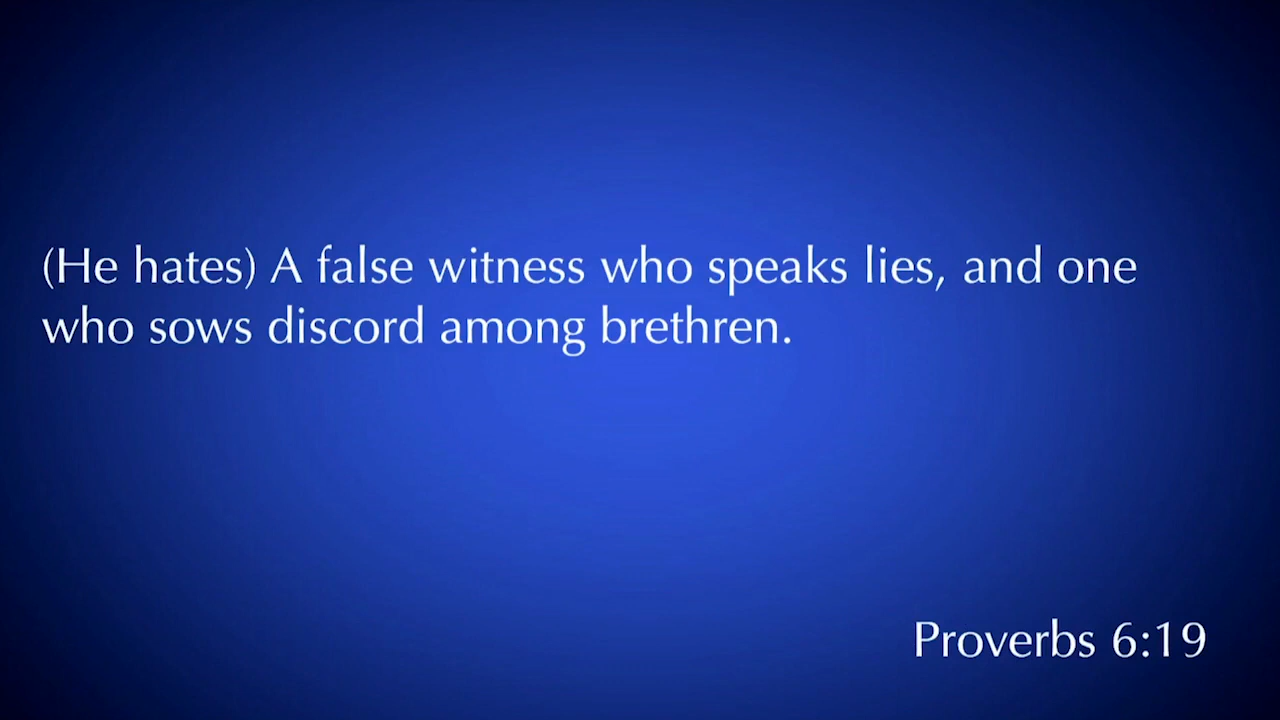 (He hates) A false witness who speaks lies, and one
who sows discord among brethren.
Proverbs 6:19